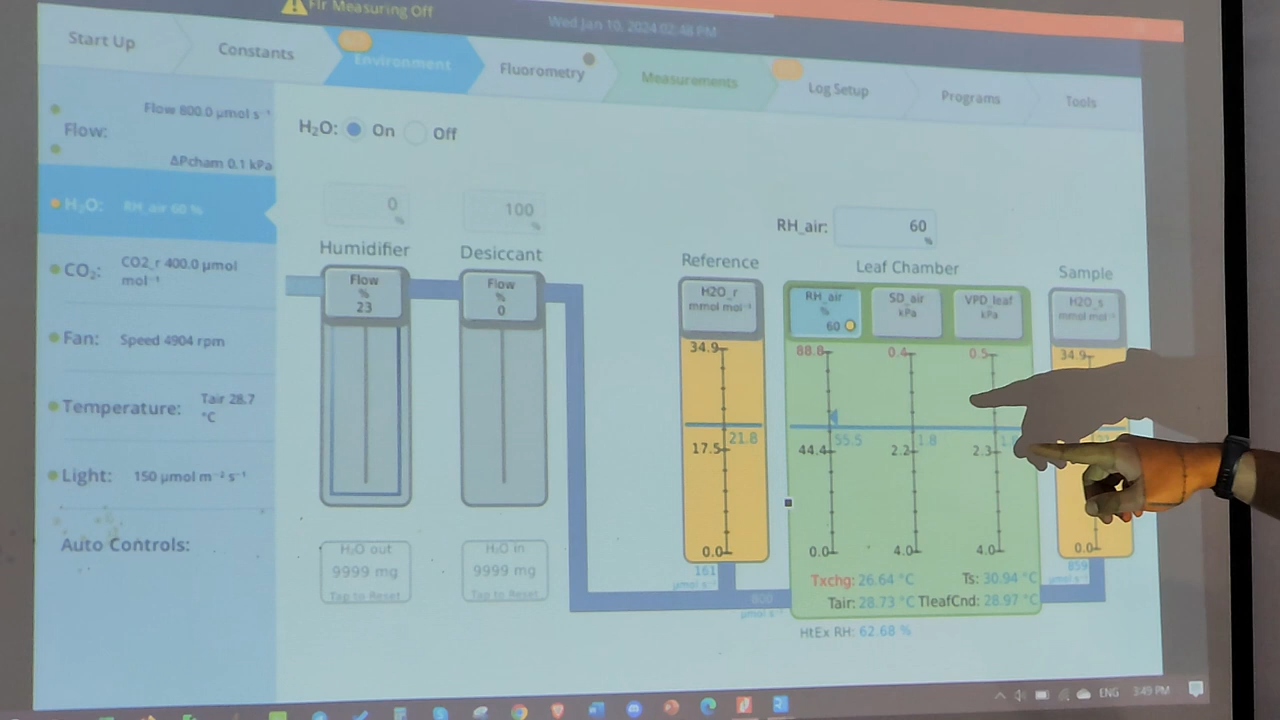 Flr Measuring Off
Wed Jan 10, 2024 02:48 PM
Start Up
Constants
Environment
Fluorometry
Measurements
Log Setup
Programs
Tools
Flow 800.0 µmol s⁻¹
Flow:
ΔPcham 0.1 kPa
H₂O: RH_air 60 %
CO₂: CO2_r 400.0 µmol
mol⁻¹
Fan: Speed 4904 rpm
Temperature: Tair 28.7
°C
Light: 150 µmol m⁻² s⁻¹
Auto Controls:
H₂O: On Off
0
%
100
%
Humidifier
Desiccant
Flow
%
23
Flow
%
0
H₂O out
9999 mg
Tap to Reset
H₂O in
9999 mg
Tap to Reset
RH_air: 60
%
Reference
Leaf Chamber
Sample
H2O_r
mmol mol⁻¹
34.9
21.8
17.5
0.0
161
µmol s⁻¹
800
µmol s⁻¹
RH_air
%
60
SD_air
kPa
VPD_leaf
kPa
88.8
0.4
0.5
55.5
1.8
44.4
2.2
2.3
0.0
4.0
4.0
Txchg: 26.64 °C
Ts: 30.94 °C
Tair: 28.73 °C
TleafCnd: 28.97 °C
HtEx RH: 62.68 %
H2O_s
mmol mol⁻¹
34.9
0.0
859
µmol s⁻¹
ENG
3:49 PM